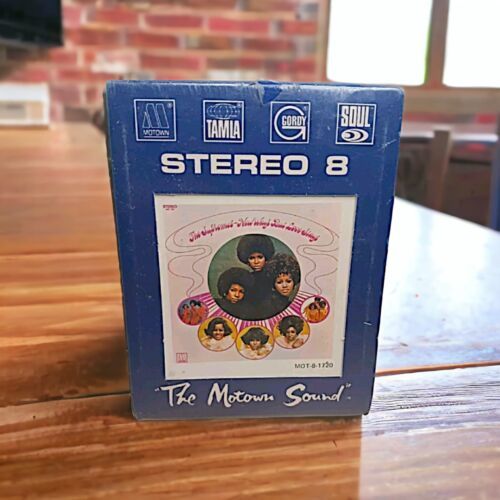 MOTOWN
TAMLA
GORDY
SOUL
STEREO 8
STEREO
The Supremes - New Ways But Love Stays
MOT-8-1720
"The Motown Sound"